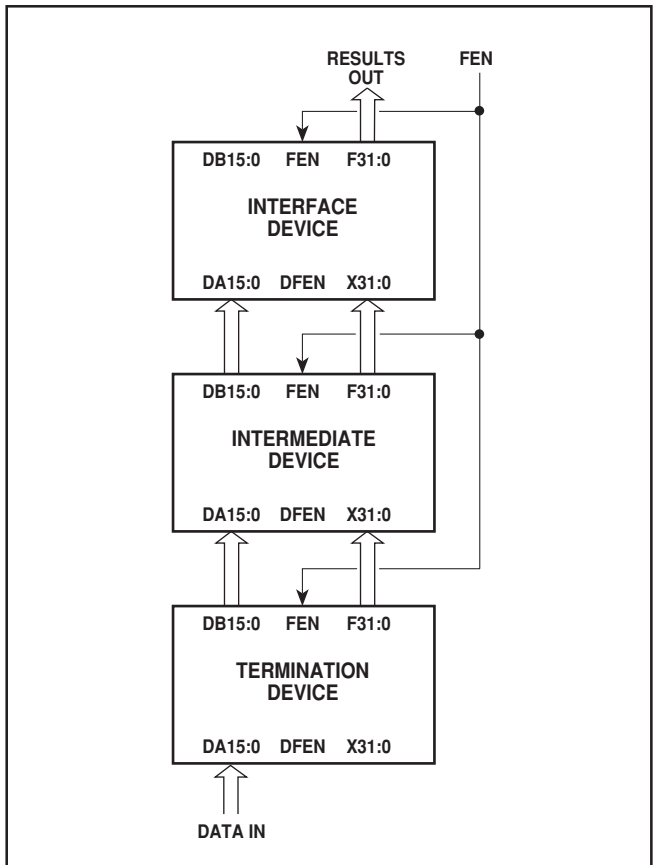 RESULTS
OUT
FEN
DB15:0 FEN F31:0
INTERFACE
DEVICE
DA15:0 DFEN X31:0
DB15:0 FEN F31:0
INTERMEDIATE
DEVICE
DA15:0 DFEN X31:0
DB15:0 FEN F31:0
TERMINATION
DEVICE
DA15:0 DFEN X31:0
DATA IN